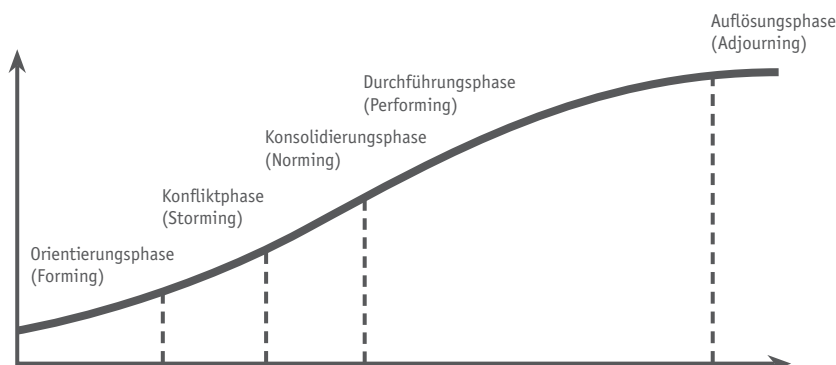 Auflösungsphase
(Adjourning)
Durchführungsphase
(Performing)
Konsolidierungsphase
(Norming)
Konfliktphase
(Storming)
Orientierungsphase
(Forming)